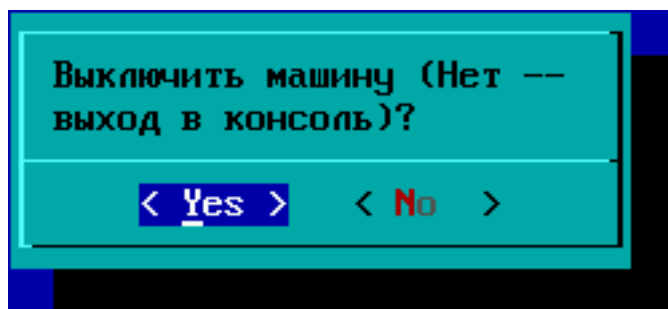 Выключить машину (Нет --
выход в консоль)?
< Yes > < No >